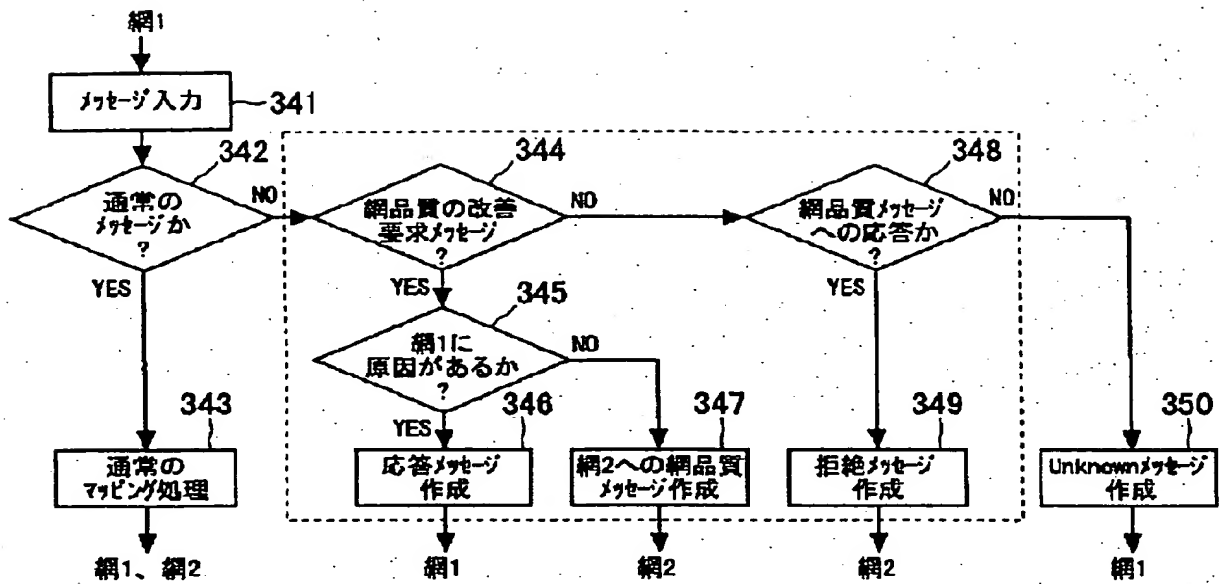 網1
メッセージ入力
341
342
通常の
メッセージか
?
NO
YES
344
網品質の改善
要求メッセージ
?
NO
YES
348
網品質メッセージ
への応答か
?
NO
YES
345
網1に
原因があるか
?
NO
YES
343
通常の
マッピング処理
346
応答メッセージ
作成
347
網2への網品質
メッセージ作成
349
拒絶メッセージ
作成
350
Unknownメッセージ
作成
網1、網2
網1
網2
網2
網1